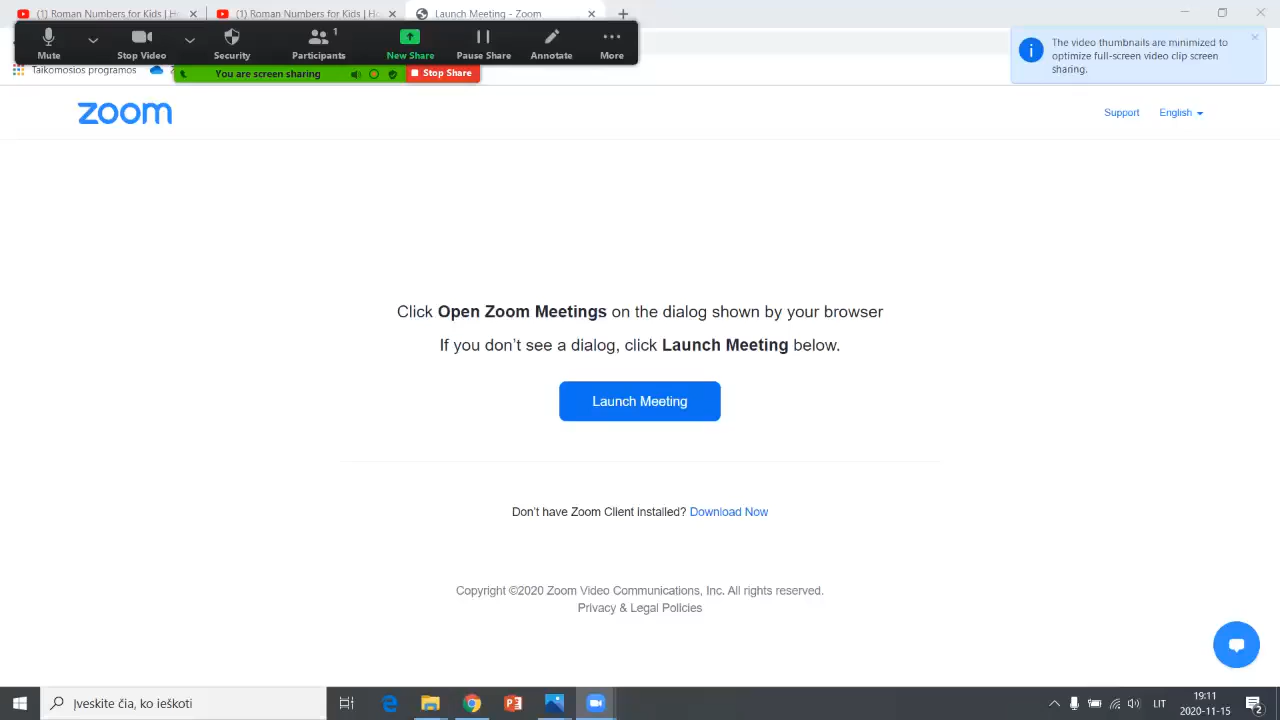 (1) Roman Numbers for Kids | H
(1) Roman Numbers for Kids | H
Launch Meeting - Zoom
Mute
Stop Video
Security
Participants
1
New Share
Pause Share
Annotate
More
Taikomosios programos
You are screen sharing
Stop Share
The video thumbnails are minimized to
optimize full-screen video clip screen
sharing.
zoom
Support
English
Click Open Zoom Meetings on the dialog shown by your browser
If you don't see a dialog, click Launch Meeting below.
Launch Meeting
Don't have Zoom Client installed? Download Now
Copyright ©2020 Zoom Video Communications, Inc. All rights reserved.
Privacy & Legal Policies
Įveskite čia, ko ieškoti
LIT
19:11
2020-11-15
2